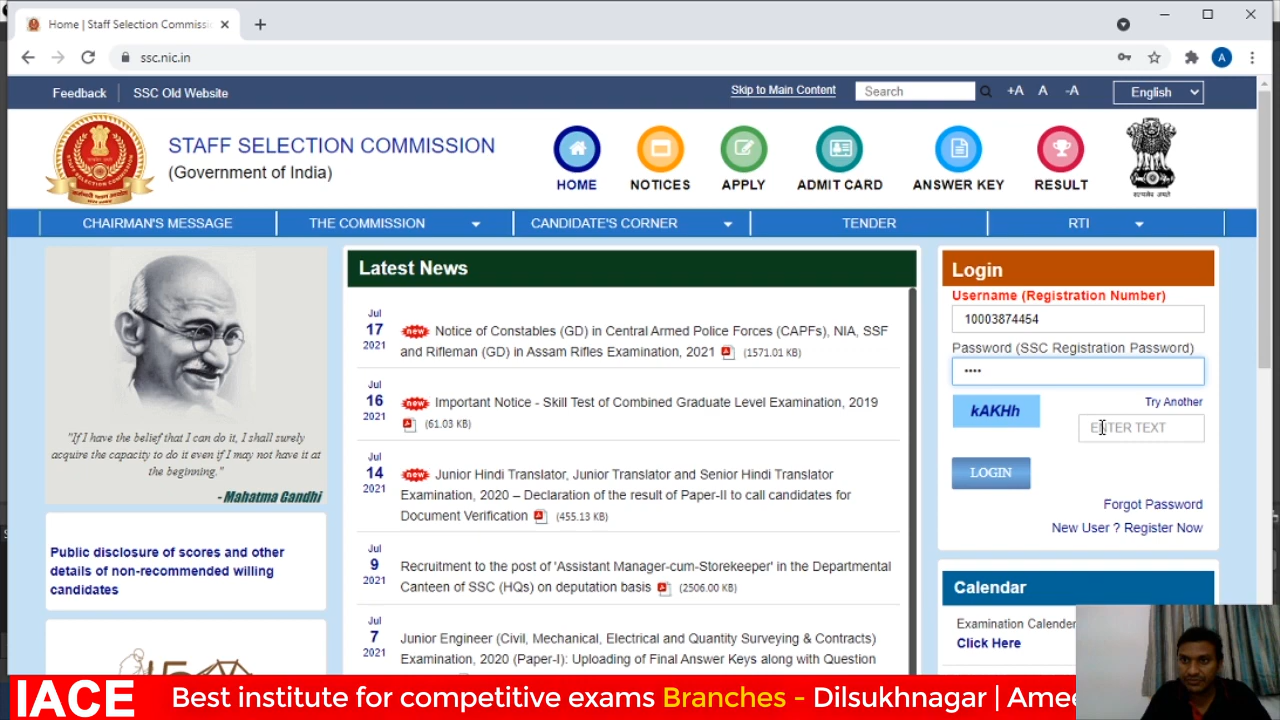 Home | Staff Selection Commissi
ssc.nic.in
A
Feedback
SSC Old Website
Skip to Main Content
Search
+A
A
-A
English
STAFF SELECTION COMMISSION
(Government of India)
HOME
NOTICES
APPLY
ADMIT CARD
ANSWER KEY
RESULT
CHAIRMAN'S MESSAGE
THE COMMISSION
CANDIDATE'S CORNER
TENDER
RTI
"If I have the belief that I can do it, I shall surely
acquire the capacity to do it even if I may not have it at
the beginning."
- Mahatma Gandhi
Public disclosure of scores and other
details of non-recommended willing
candidates
Latest News
Jul
17
2021
new Notice of Constables (GD) in Central Armed Police Forces (CAPFs), NIA, SSF
and Rifleman (GD) in Assam Rifles Examination, 2021 (1571.01 KB)
Jul
16
2021
new Important Notice - Skill Test of Combined Graduate Level Examination, 2019
(61.03 KB)
Jul
14
2021
new Junior Hindi Translator, Junior Translator and Senior Hindi Translator
Examination, 2020 – Declaration of the result of Paper-II to call candidates for
Document Verification (455.13 KB)
Jul
9
2021
Recruitment to the post of 'Assistant Manager-cum-Storekeeper' in the Departmental
Canteen of SSC (HQs) on deputation basis (2506.00 KB)
Jul
7
2021
Junior Engineer (Civil, Mechanical, Electrical and Quantity Surveying & Contracts)
Examination, 2020 (Paper-I): Uploading of Final Answer Keys along with Question
Login
Username (Registration Number)
10003874454
Password (SSC Registration Password)
••••
kAKHh
Try Another
ENTER TEXT
LOGIN
Forgot Password
New User ? Register Now
Calendar
Examination Calender
Click Here
IACE Best institute for competitive exams Branches - Dilsukhnagar | Amee